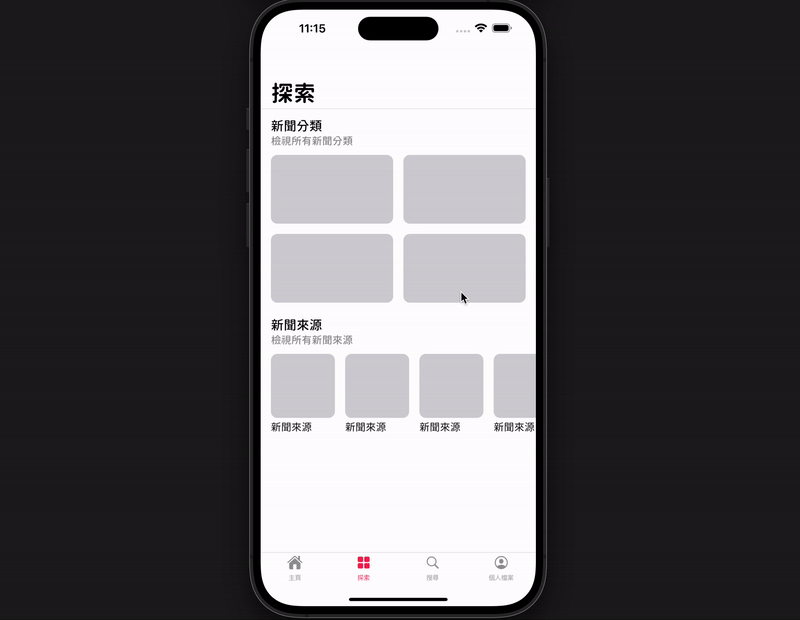 11:15
探索
新聞分類
檢視所有新聞分類
新聞來源
檢視所有新聞來源
新聞來源 新聞來源 新聞來源 新聞來源
主頁 探索 搜尋 個人檔案